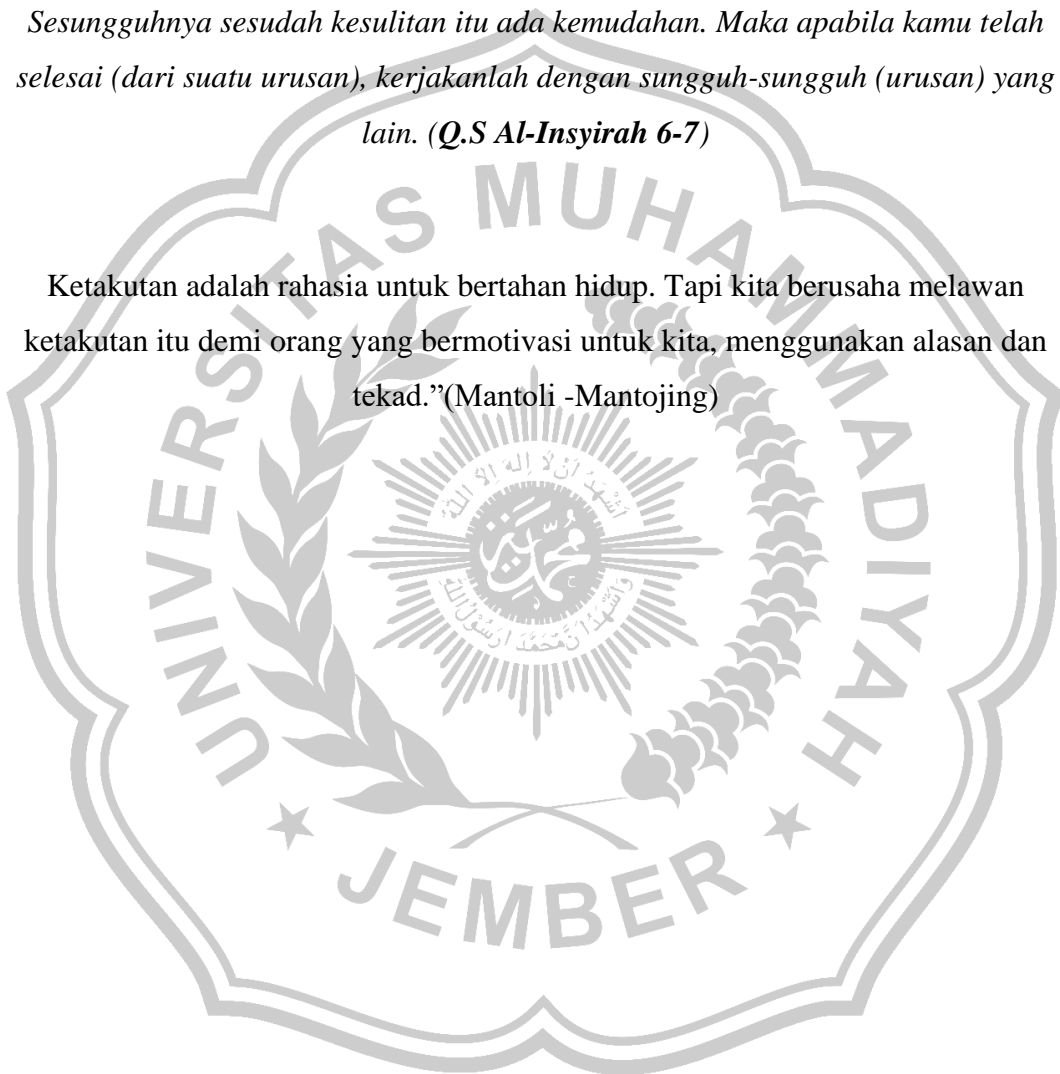 Sesungguhnya sesudah kesulitan itu ada kemudahan. Maka apabila kamu telah
selesai (dari suatu urusan), kerjakanlah dengan sungguh-sungguh (urusan) yang
lain. (Q.S Al-Insyirah 6-7)
Ketakutan adalah rahasia untuk bertahan hidup. Tapi kita berusaha melawan
ketakutan itu demi orang yang bermotivasi untuk kita, menggunakan alasan dan
tekad.”(Mantoli -Mantojing)
UNIVERSITAS MUHAMMADIYAH
JEMBER